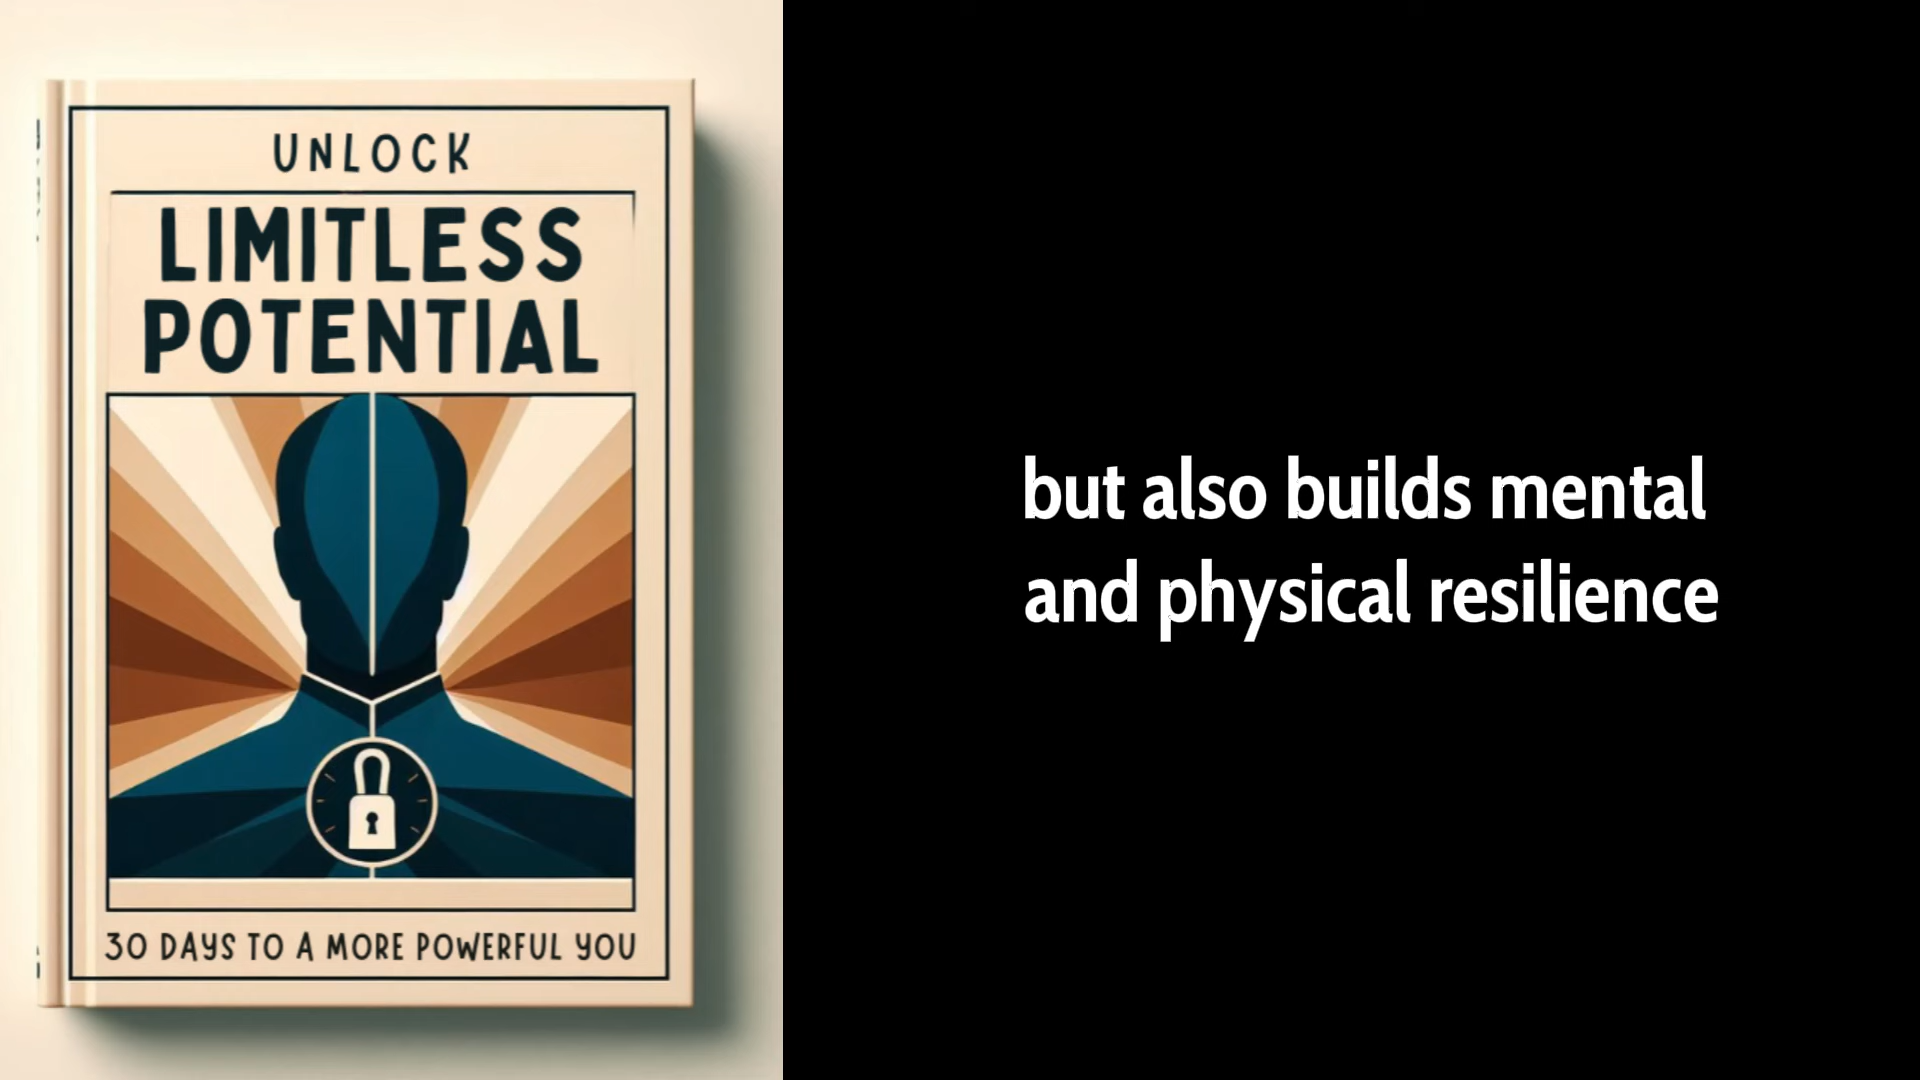 UNLOCK
LIMITLESS
POTENTIAL
30 DAYS TO A MORE POWERFUL YOU
but also builds mental
and physical resilience